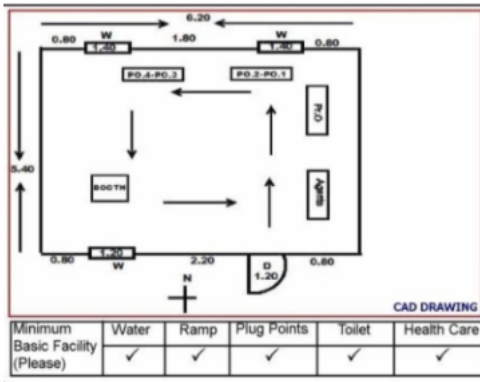 6.20
0.80 W 1.80 W 0.80
1.40 1.40
PO.4-PO.3 PO.2-PO.1
Pr.O
5.40
Agents
BOOTH
0.80 1.20 2.20 D 0.80
W 1.20
N
CAD DRAWING
Minimum Basic Facility (Please) Water Ramp Plug Points Toilet Health Care
✓ ✓ ✓ ✓ ✓